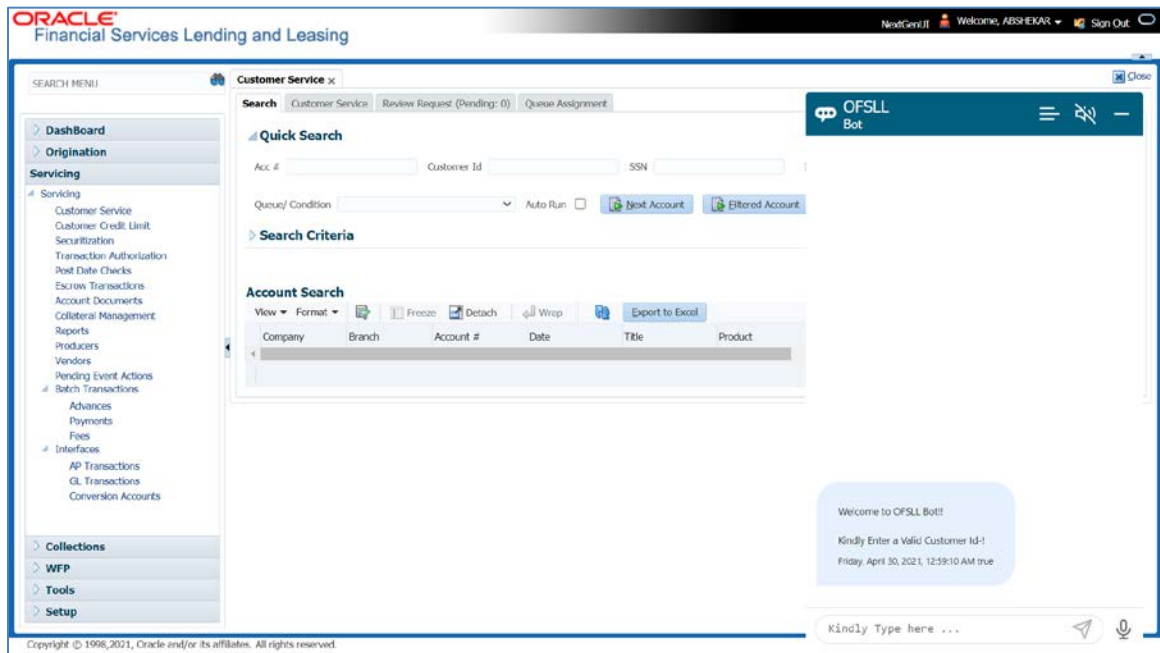 ORACLE
Financial Services Lending and Leasing
NextGenUI Welcome, ABSHEKAR Sign Out
SEARCH MENU
Customer Service x
Close
Search Customer Service Review Request (Pending: 0) Queue Assignment
DashBoard
Origination
Servicing
Servicing
Customer Service
Customer Credit Limit
Securitization
Transaction Authorization
Post Date Checks
Escrow Transactions
Account Documents
Collateral Management
Reports
Producers
Vendors
Pending Event Actions
Batch Transactions
Advances
Payments
Fees
Interfaces
AP Transactions
GL Transactions
Conversion Accounts
Collections
WFP
Tools
Setup
Quick Search
Acc # Customer Id SSN
Queue/ Condition Auto Run Next Account Filtered Account
Search Criteria
Account Search
View Format Freeze Detach Wrap Export to Excel
Company Branch Account # Date Title Product
OFSLL
Bot
Welcome to OFSLL Bot!!
Kindly Enter a Valid Customer Id-!
Friday, April 30, 2021, 12:59:10 AM true
Kindly Type here ...
Copyright © 1998,2021, Oracle and/or its affiliates. All rights reserved.